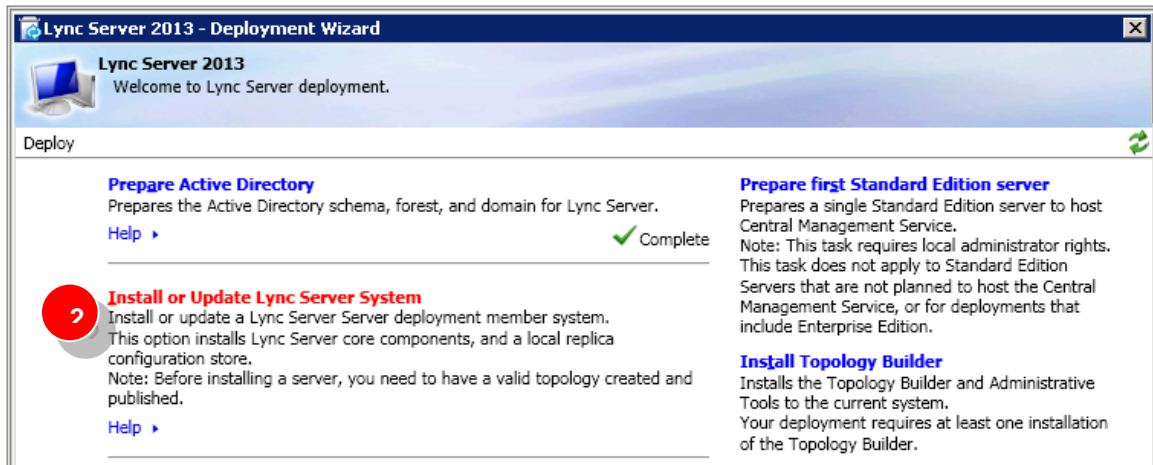 Lync Server 2013 - Deployment Wizard
Lync Server 2013
Welcome to Lync Server deployment.
Deploy
Prepare Active Directory
Prepares the Active Directory schema, forest, and domain for Lync Server.
Help
Complete
2
Install or Update Lync Server System
Install or update a Lync Server Server deployment member system.
This option installs Lync Server core components, and a local replica
configuration store.
Note: Before installing a server, you need to have a valid topology created and
published.
Help
Prepare first Standard Edition server
Prepares a single Standard Edition server to host
Central Management Service.
Note: This task requires local administrator rights.
This task does not apply to Standard Edition
Servers that are not planned to host the Central
Management Service, or for deployments that
include Enterprise Edition.
Install Topology Builder
Installs the Topology Builder and Administrative
Tools to the current system.
Your deployment requires at least one installation
of the Topology Builder.